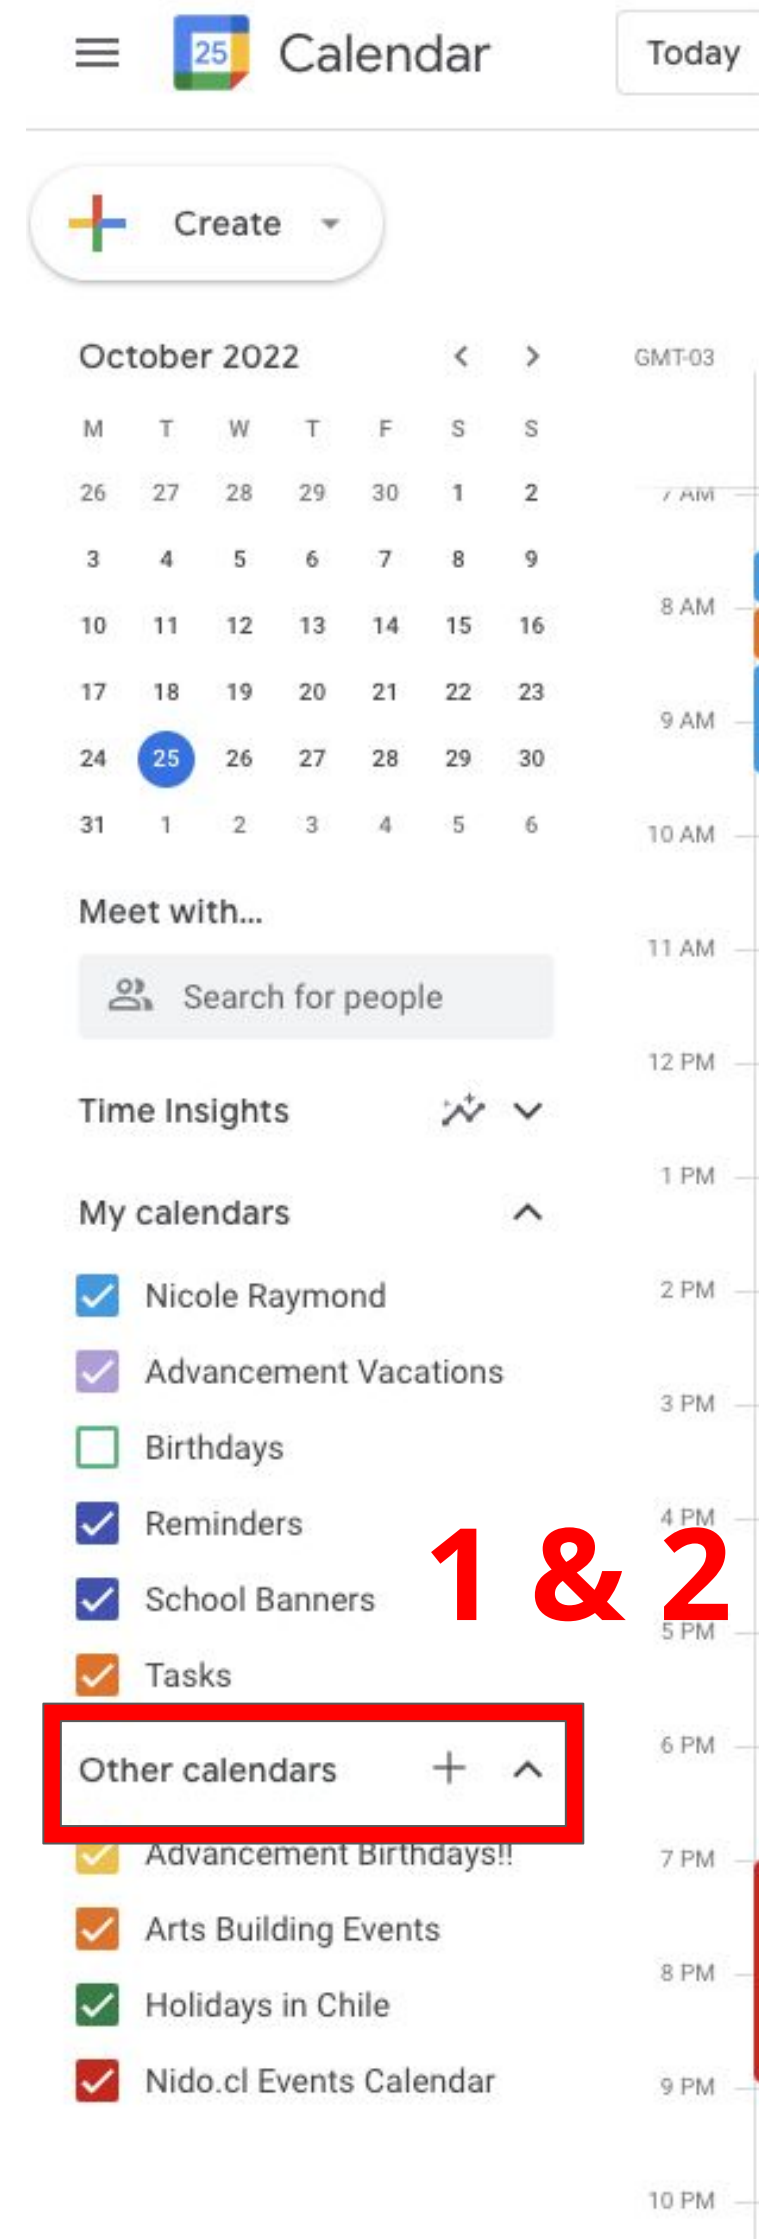 25 Calendar Today
Create
October 2022 < > GMT-03
M T W T F S S
26 27 28 29 30 1 2
7 AM
3 4 5 6 7 8 9
8 AM
10 11 12 13 14 15 16
17 18 19 20 21 22 23
9 AM
24 25 26 27 28 29 30
31 1 2 3 4 5 6
10 AM
Meet with...
11 AM
Search for people
12 PM
Time Insights
1 PM
My calendars
2 PM
Nicole Raymond
Advancement Vacations
3 PM
Birthdays
4 PM
Reminders
1 & 2
School Banners
5 PM
Tasks
6 PM
Other calendars +
Advancement Birthdays!!
7 PM
Arts Building Events
8 PM
Holidays in Chile
Nido.cl Events Calendar
9 PM
10 PM